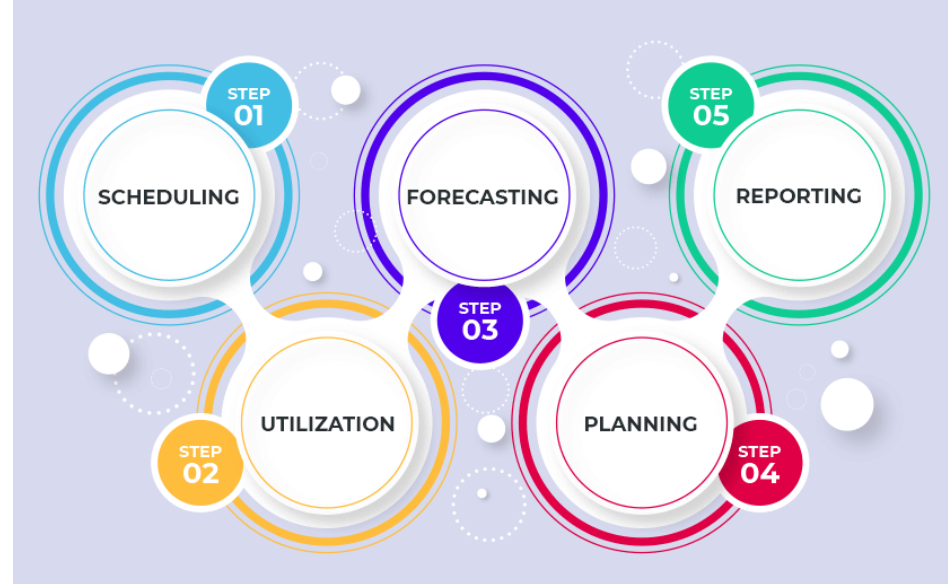 STEP
01
SCHEDULING
STEP
02
UTILIZATION
STEP
03
FORECASTING
STEP
04
PLANNING
STEP
05
REPORTING